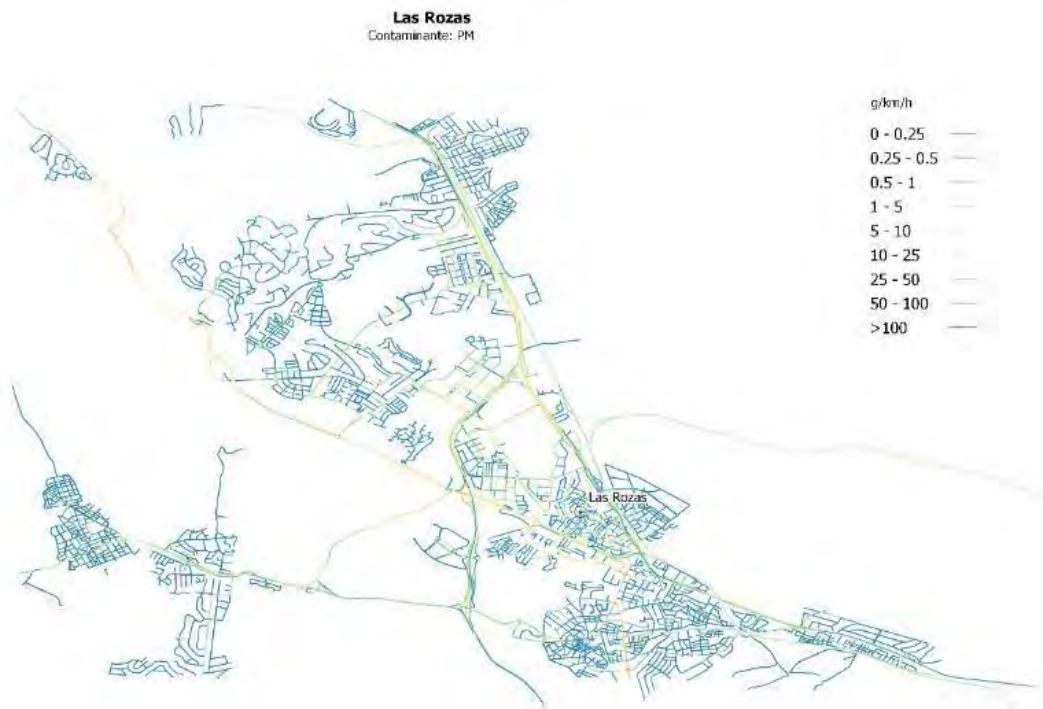 Las Rozas
Contaminante: PM
g/km/h
0 - 0.25
0.25 - 0.5
0.5 - 1
1 - 5
5 - 10
10 - 25
25 - 50
50 - 100
>100
Las Rozas